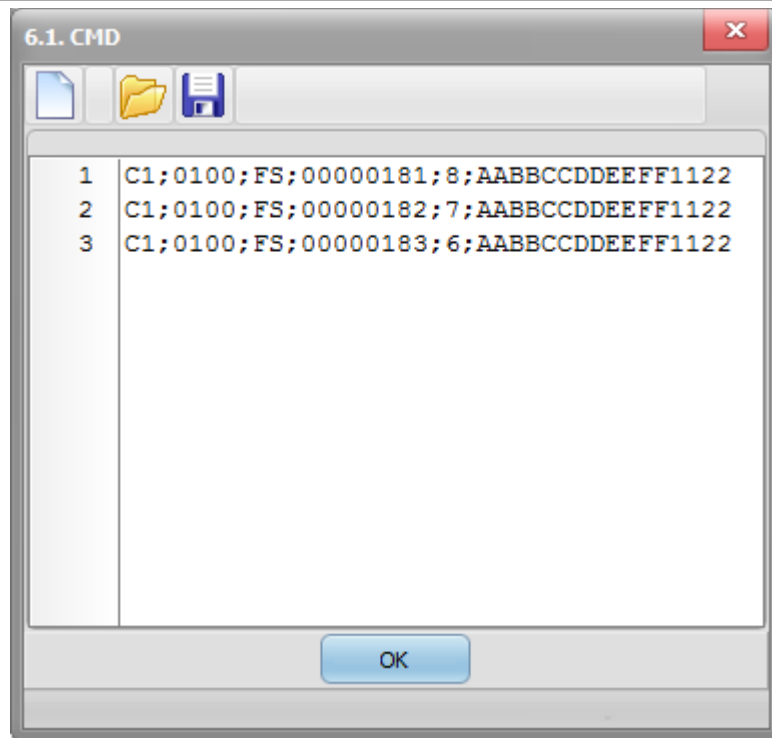 6.1. CMD
1 C1;0100;FS;00000181;8;AABBCCDDEEFF1122
2 C1;0100;FS;00000182;7;AABBCCDDEEFF1122
3 C1;0100;FS;00000183;6;AABBCCDDEEFF1122
OK